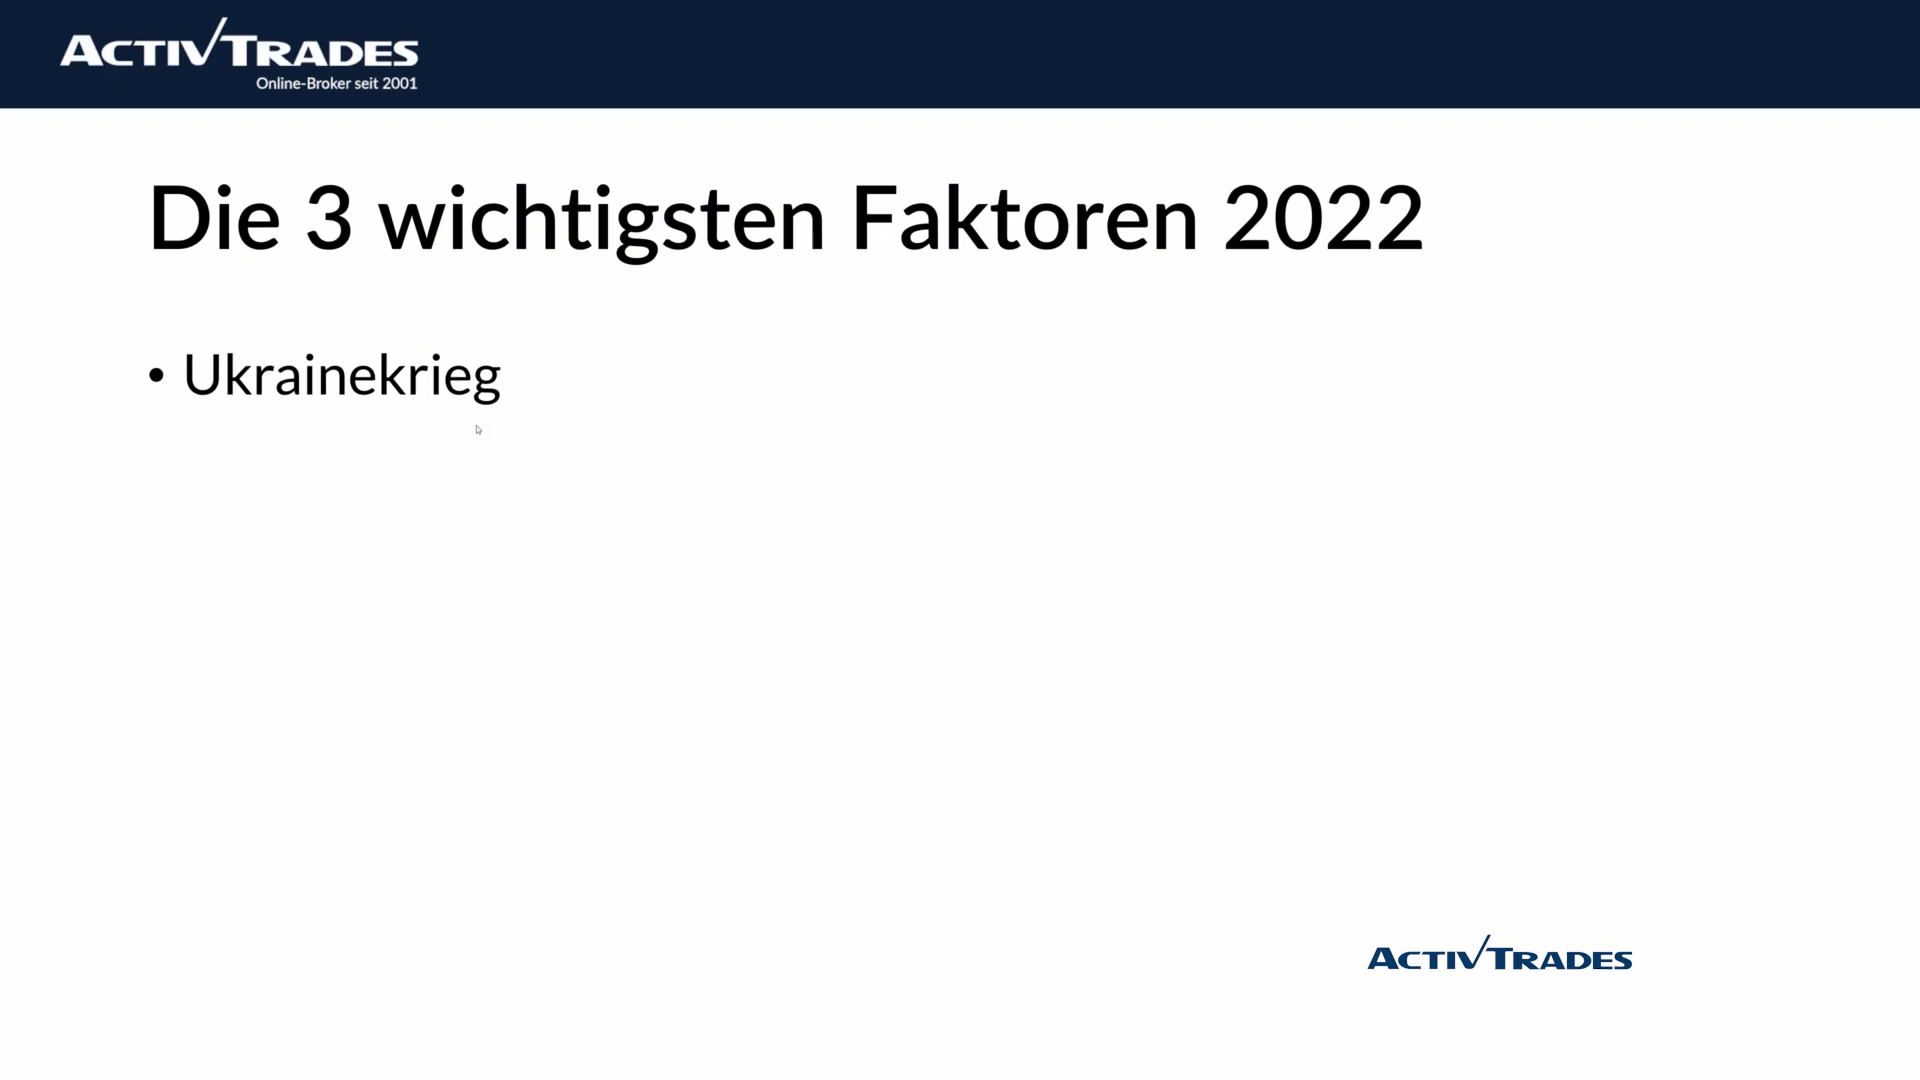 ACTIVTRADES
Online-Broker seit 2001
Die 3 wichtigsten Faktoren 2022
• Ukrainekrieg
ACTIVTRADES